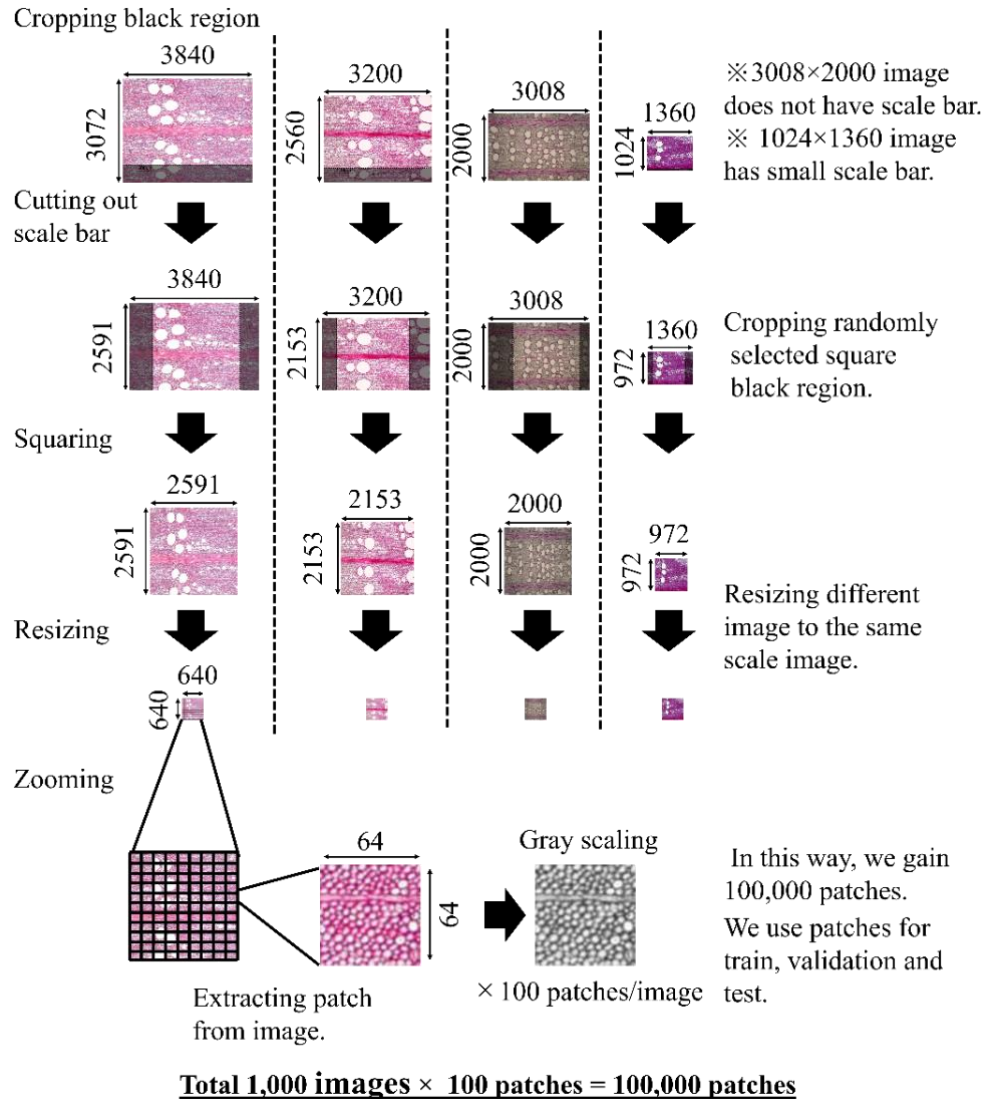 Cropping black region
3840
3072
3200
2560
3008
2000
1360
1024
※3008×2000 image
does not have scale bar.
※ 1024×1360 image
has small scale bar.
Cutting out
scale bar
3840
2591
3200
2153
3008
2000
1360
972
Cropping randomly
selected square
black region.
Squaring
2591
2591
2153
2153
2000
2000
972
972
Resizing
Resizing different
image to the same
scale image.
640
640
Zooming
64
64
Gray scaling
In this way, we gain
100,000 patches.
We use patches for
train, validation and
test.
Extracting patch
from image.
× 100 patches/image
Total 1,000 images × 100 patches = 100,000 patches